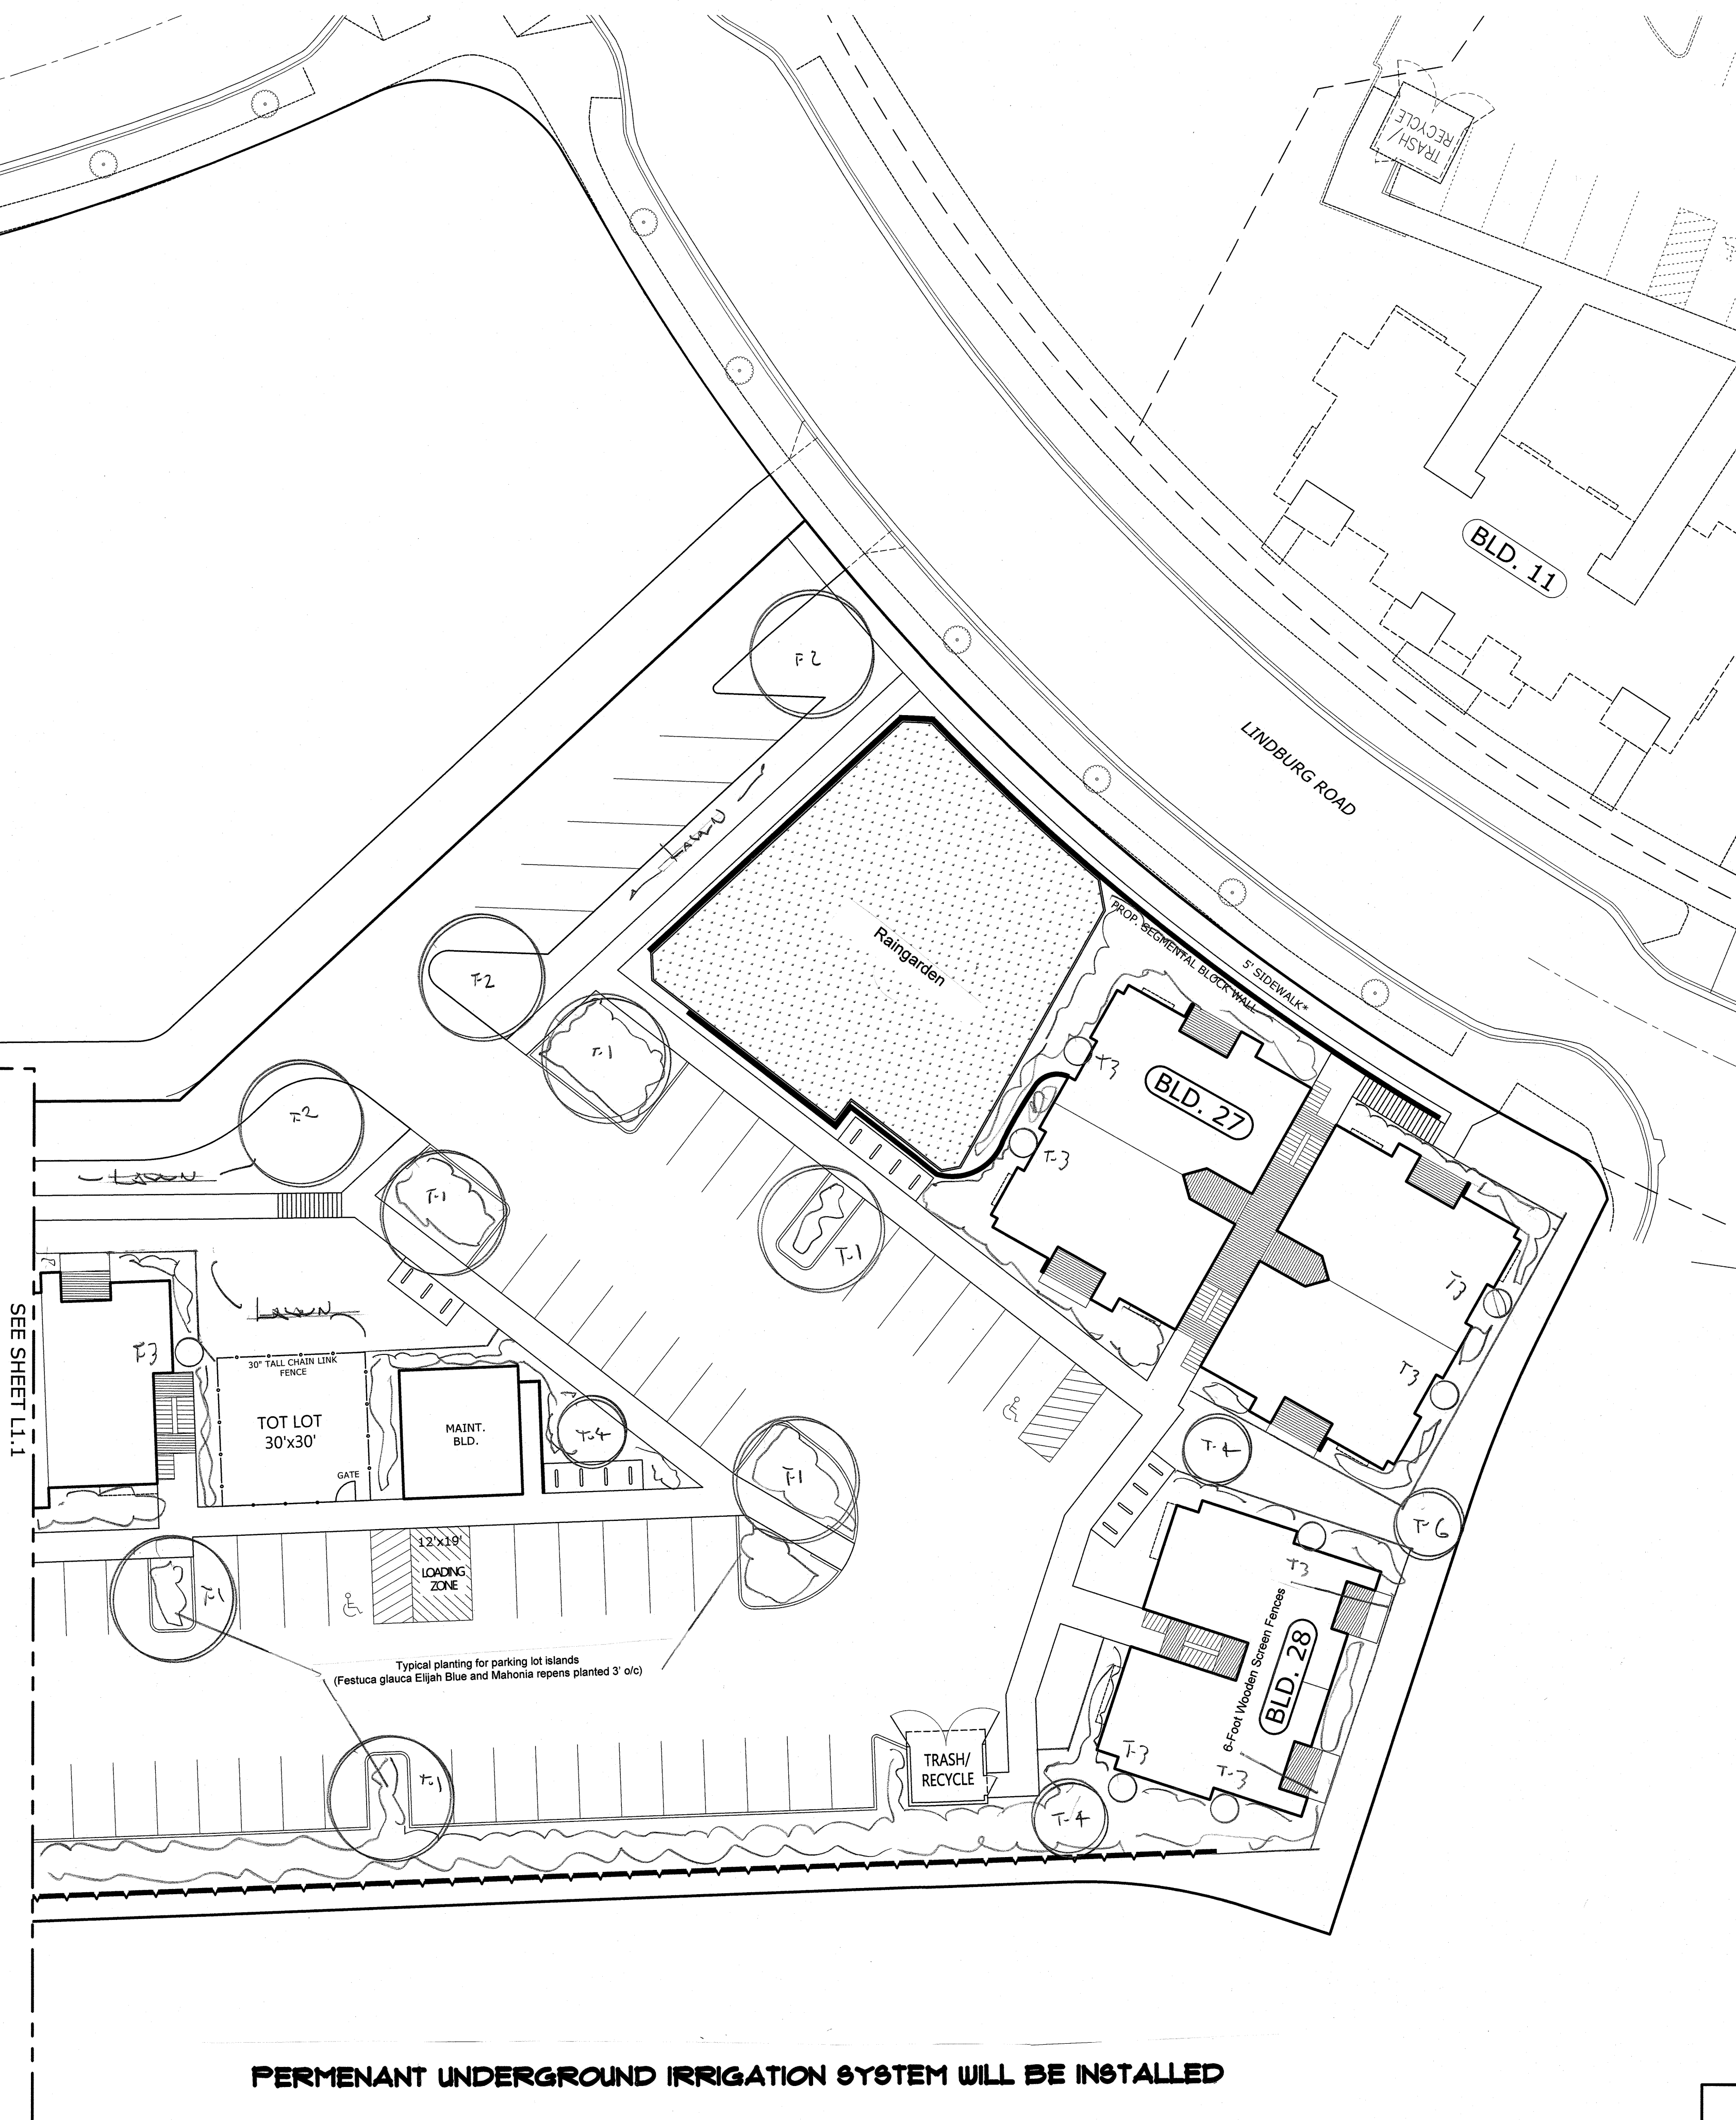 TRASH/
RECYCLE
BLD. 11
LINDBURG ROAD
T-2
LAWN
Raingarden
PROP. SEGMENTAL BLOCK WALL
5' SIDEWALK*
T-2
T-1
T3
BLD. 27
T-3
T-2
LAWN
T-1
T-1
T3
T3
LAWN
T-3
30" TALL CHAIN LINK
FENCE
TOT LOT
30'x30'
GATE
MAINT.
BLD.
T-4
T-1
T-4
T-6
SEE SHEET L1.1
12'x19'
LOADING
ZONE
T-1
T3
6-Foot Wooden Screen Fences
BLD. 28
Typical planting for parking lot islands
(Festuca glauca Elijah Blue and Mahonia repens planted 3' o/c)
TRASH/
RECYCLE
T-1
T-3
T-3
T-4
PERMENANT UNDERGROUND IRRIGATION SYSTEM WILL BE INSTALLED